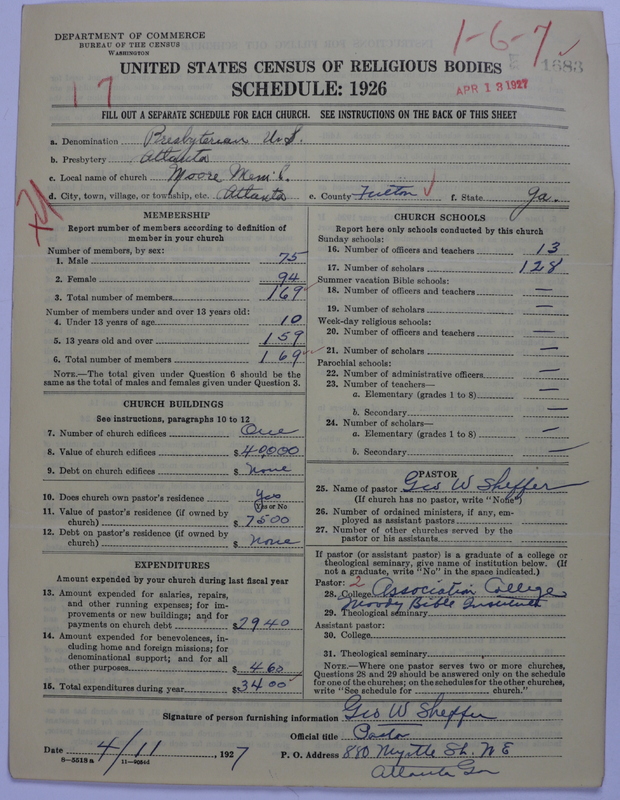 DEPARTMENT OF COMMERCE
BUREAU OF THE CENSUS
WASHINGTON
1-6-7 ✓
1683
UNITED STATES CENSUS OF RELIGIOUS BODIES
SCHEDULE: 1926
APR 13 1927
17
FILL OUT A SEPARATE SCHEDULE FOR EACH CHURCH. SEE INSTRUCTIONS ON THE BACK OF THIS SHEET
a. Denomination Presbyterian U.S.
b. Presbytery Atlanta
c. Local name of church Moore Mem'l.
d. City, town, village, or township, etc. Atlanta e. County Fulton f. State Ga.
MEMBERSHIP
Report number of members according to definition of
member in your church
Number of members, by sex:
1. Male 75
2. Female 94
3. Total number of members 169
Number of members under and over 13 years old:
4. Under 13 years of age 10
5. 13 years old and over 159
6. Total number of members 169
NOTE.—The total given under Question 6 should be the
same as the total of males and females given under Question 3.
CHURCH BUILDINGS
See instructions, paragraphs 10 to 12
7. Number of church edifices One
8. Value of church edifices $ 40,000
9. Debt on church edifices $ None
10. Does church own pastor's residence Yes
(Yes or No)
11. Value of pastor's residence (if owned by
church) $ 7500
12. Debt on pastor's residence (if owned by
church) $ None
EXPENDITURES
Amount expended by your church during last fiscal year
13. Amount expended for salaries, repairs,
and other running expenses; for im-
provements or new buildings; and for
payments on church debt $ 2940
14. Amount expended for benevolences, in-
cluding home and foreign missions; for
denominational support; and for all
other purposes $ 460
15. Total expenditures during year $ 3400
CHURCH SCHOOLS
Report here only schools conducted by this church
Sunday schools:
16. Number of officers and teachers 13
17. Number of scholars 128
Summer vacation Bible schools:
18. Number of officers and teachers —
19. Number of scholars —
Week-day religious schools:
20. Number of officers and teachers —
21. Number of scholars —
Parochial schools:
22. Number of administrative officers —
23. Number of teachers—
a. Elementary (grades 1 to 8) —
b. Secondary —
24. Number of scholars—
a. Elementary (grades 1 to 8) —
b. Secondary —
PASTOR
25. Name of pastor Geo W Sheffer
(If church has no pastor, write "None")
26. Number of ordained ministers, if any, em-
ployed as assistant pastors
27. Number of other churches served by the
pastor or his assistants
If pastor (or assistant pastor) is a graduate of a college or
theological seminary, give name of institution below. (If
not a graduate, write "No" in the space indicated.)
Pastor: 2
28. College Association College
Moody Bible Institute
29. Theological seminary
Assistant pastor:
30. College
31. Theological seminary
NOTE.—Where one pastor serves two or more churches,
Questions 28 and 29 should be answered only on the schedule
for one of the churches; on the schedules for the other churches,
write "See schedule for church."
Signature of person furnishing information Geo W Sheffer
Official title Pastor
Date 4/11, 1927 P. O. Address 880 Myrtle St. N E
8-5518 a
Atlanta Ga